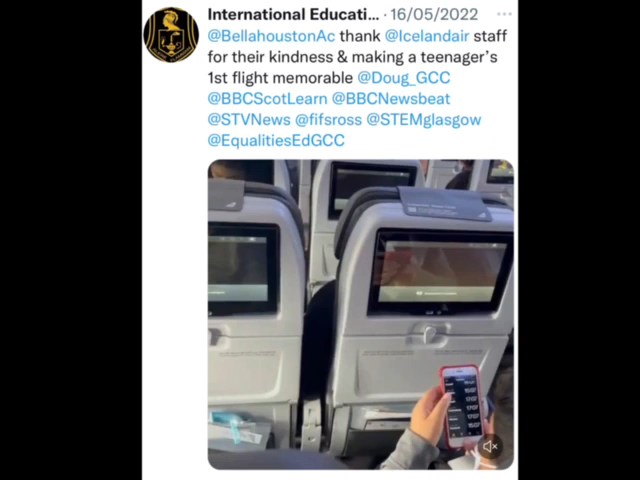 International Educati... · 16/05/2022 ...
@BellahoustonAc thank @Icelandair staff
for their kindness & making a teenager's
1st flight memorable @Doug_GCC
@BBCScotLearn @BBCNewsbeat
@STVNews @fifsross @STEMglasgow
@EqualitiesEdGCC